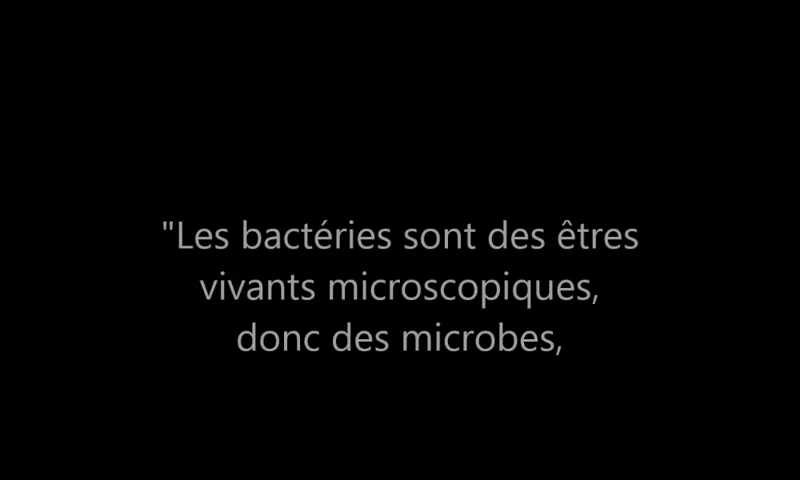 "Les bactéries sont des êtres
vivants microscopiques,
donc des microbes,